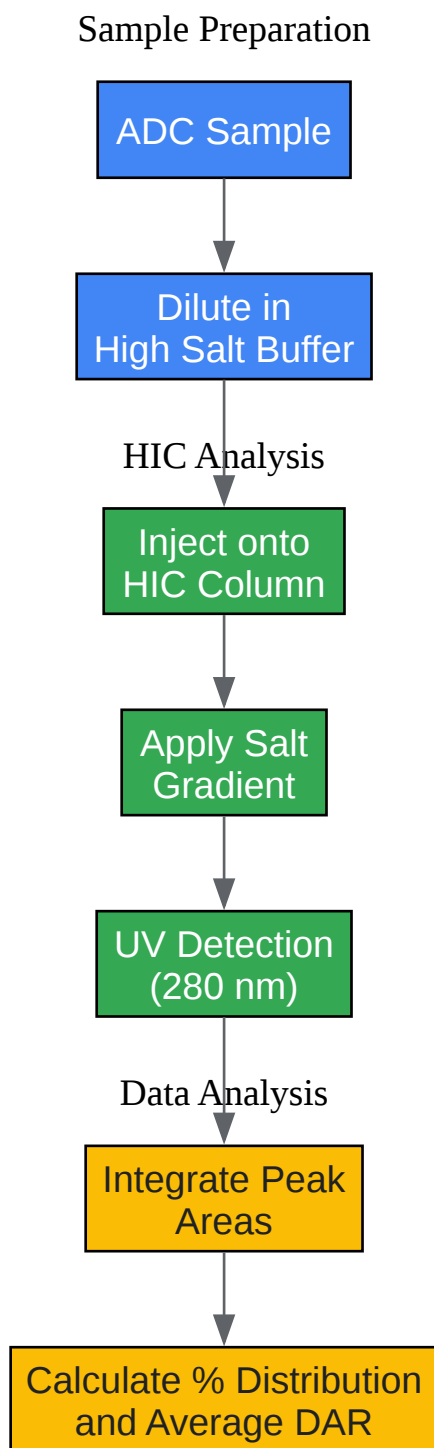 Sample Preparation
ADC Sample
Dilute in
High Salt Buffer
HIC Analysis
Inject onto
HIC Column
Apply Salt
Gradient
UV Detection
(280 nm)
Data Analysis
Integrate Peak
Areas
Calculate % Distribution
and Average DAR